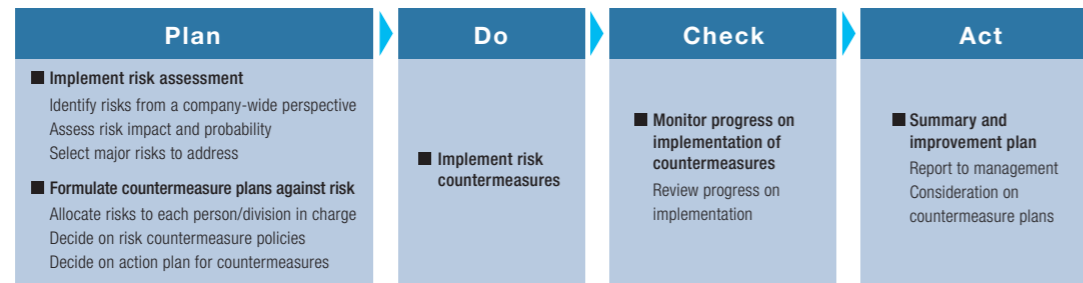 Plan
■ Implement risk assessment
Identify risks from a company-wide perspective
Assess risk impact and probability
Select major risks to address
■ Formulate countermeasure plans against risk
Allocate risks to each person/division in charge
Decide on risk countermeasure policies
Decide on action plan for countermeasures
Do
■ Implement risk
countermeasures
Check
■ Monitor progress on
implementation of
countermeasures
Review progress on
implementation
Act
■ Summary and
improvement plan
Report to management
Consideration on
countermeasure plans